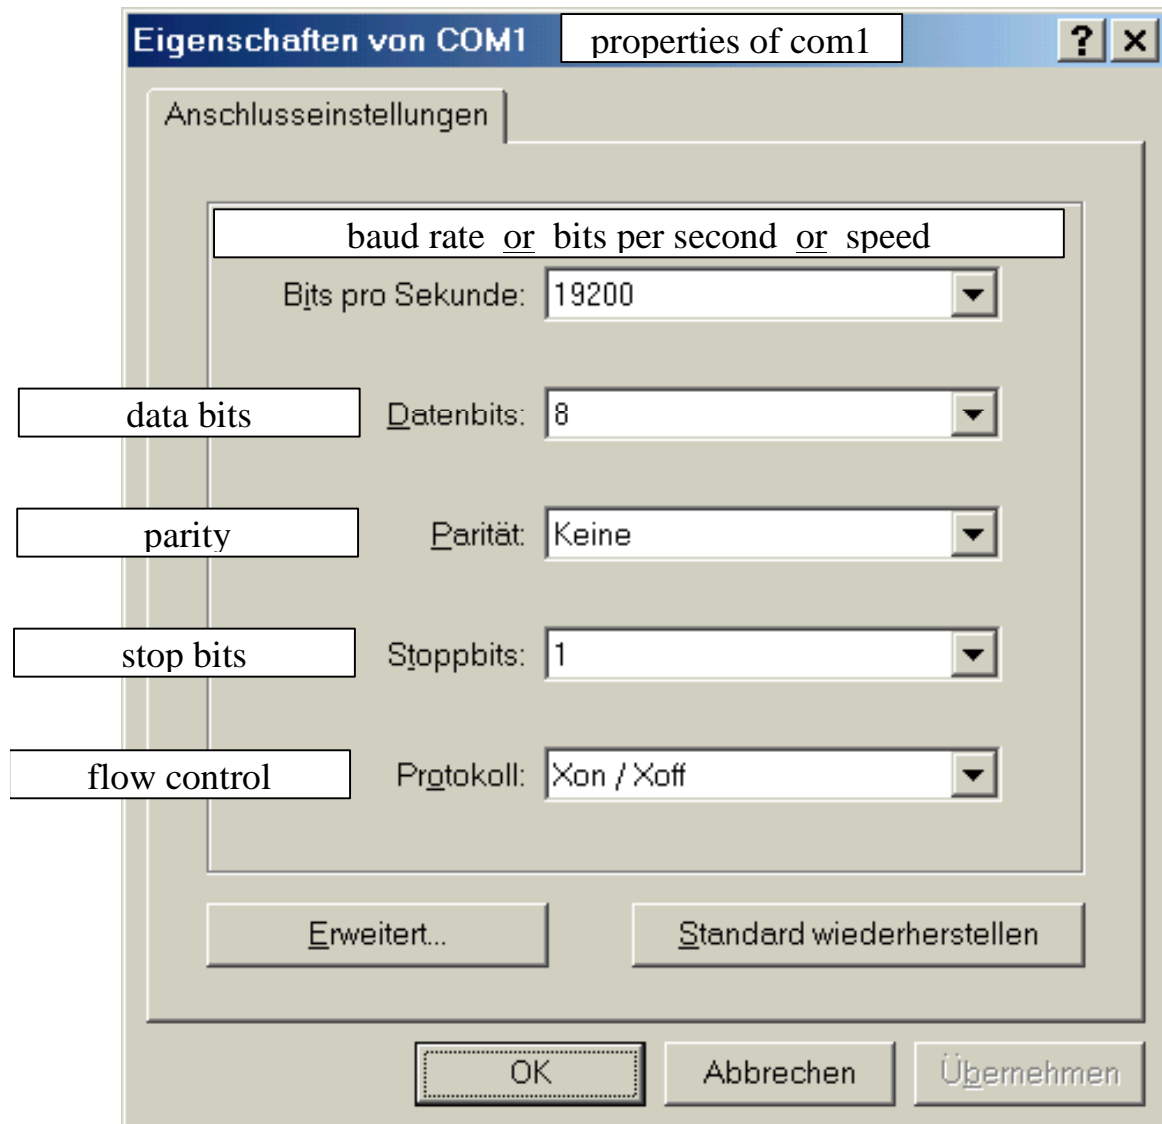 Eigenschaften von COM1 properties of com1
Anschlusseinstellungen
baud rate or bits per second or speed
Bits pro Sekunde: 19200
data bits Datenbits: 8
parity Parität: Keine
stop bits Stoppbits: 1
flow control Protokoll: Xon / Xoff
Erweitert... Standard wiederherstellen
OK Abbrechen Übernehmen